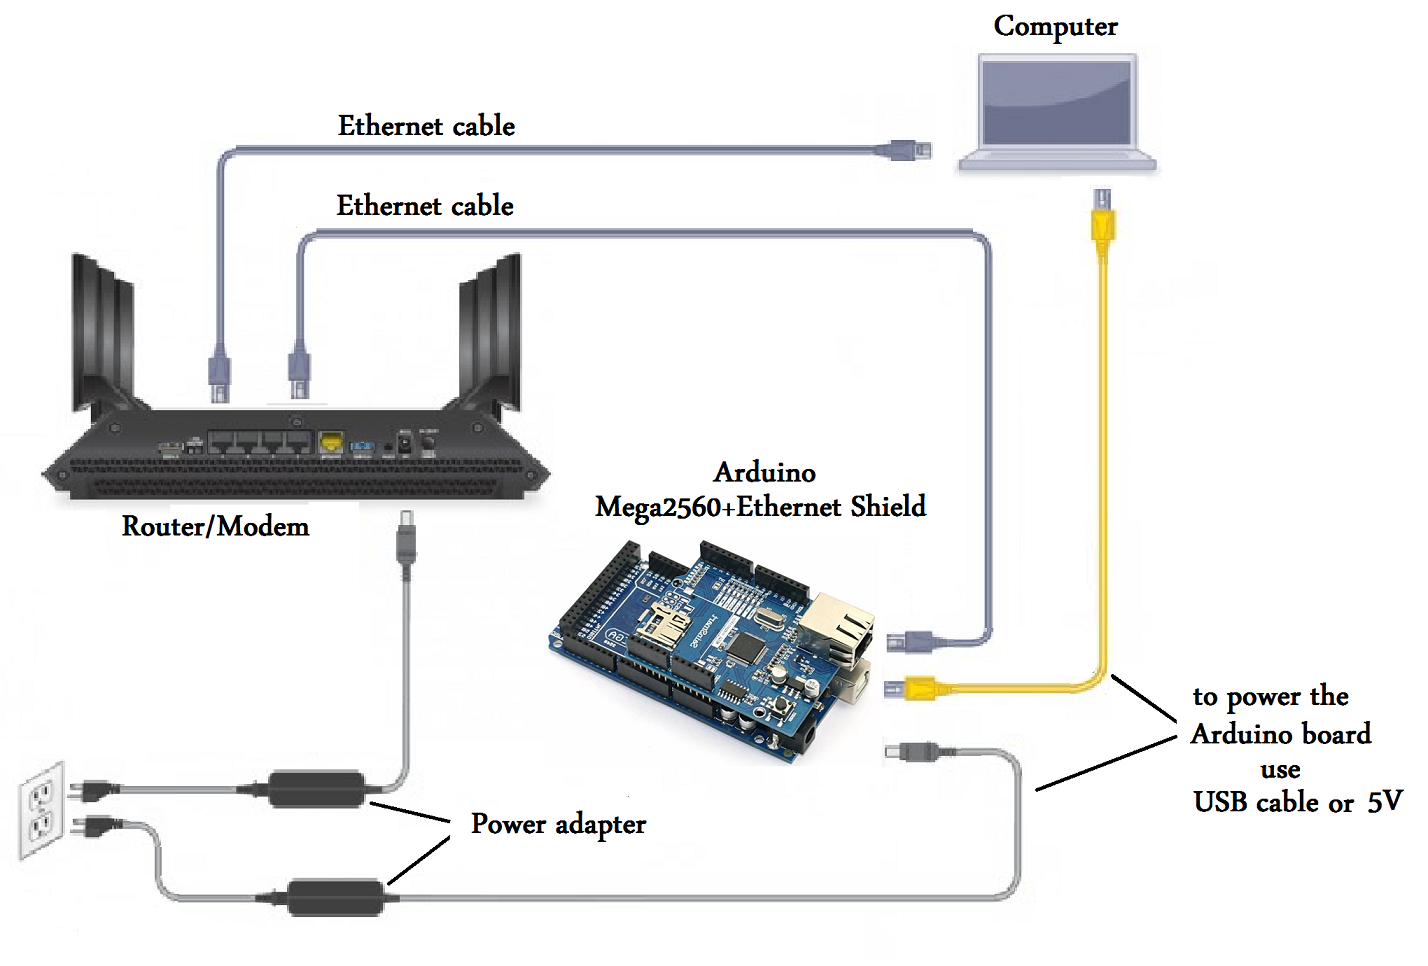 Computer
Ethernet cable
Ethernet cable
Arduino
Mega2560+Ethernet Shield
Router/Modem
to power the
Arduino board
use
USB cable or 5V
Power adapter